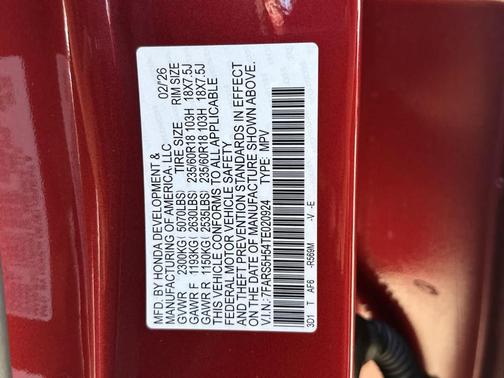 MFD. BY HONDA DEVELOPMENT &
MANUFACTURING OF AMERICA, LLC 02/'26
GVWR 2300KG( 5070LBS) TIRE SIZE RIM SIZE
GAWR F 1193KG( 2630LBS) 235/60R18 103H 18X7.5J
GAWR R 1150KG( 2535LBS) 235/60R18 103H 18X7.5J
THIS VEHICLE CONFORMS TO ALL APPLICABLE
FEDERAL MOTOR VEHICLE SAFETY
AND THEFT PREVENTION STANDARDS IN EFFECT
ON THE DATE OF MANUFACTURE SHOWN ABOVE.
V.I.N.:7FARS5H54TE020924 TYPE: MPV
3D1 T AF6 -R569M -V -E